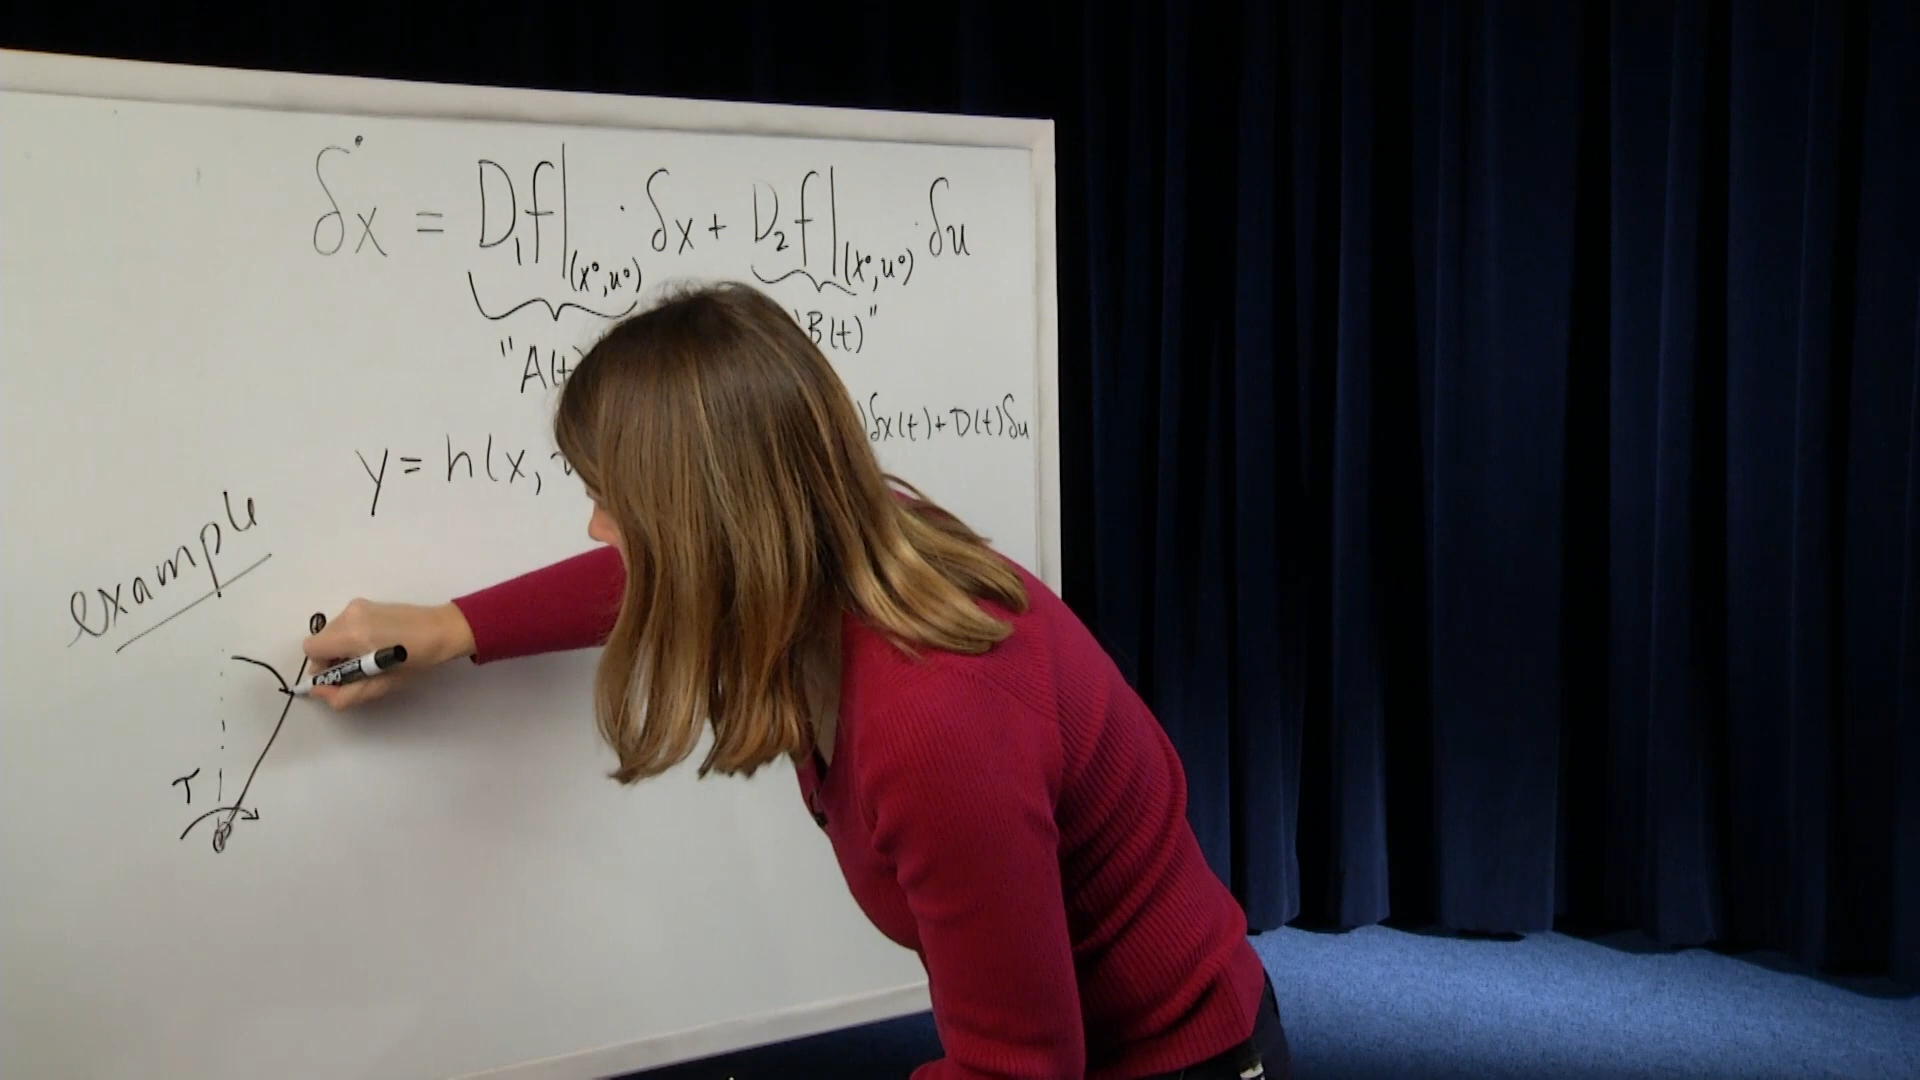 δẋ = D₁f|(x°,u°) · δx + D₂f|(x°,u°) · δu
"A(t) B(t)"
)δx(t)+D(t)δu
y = h(x,
example
τ